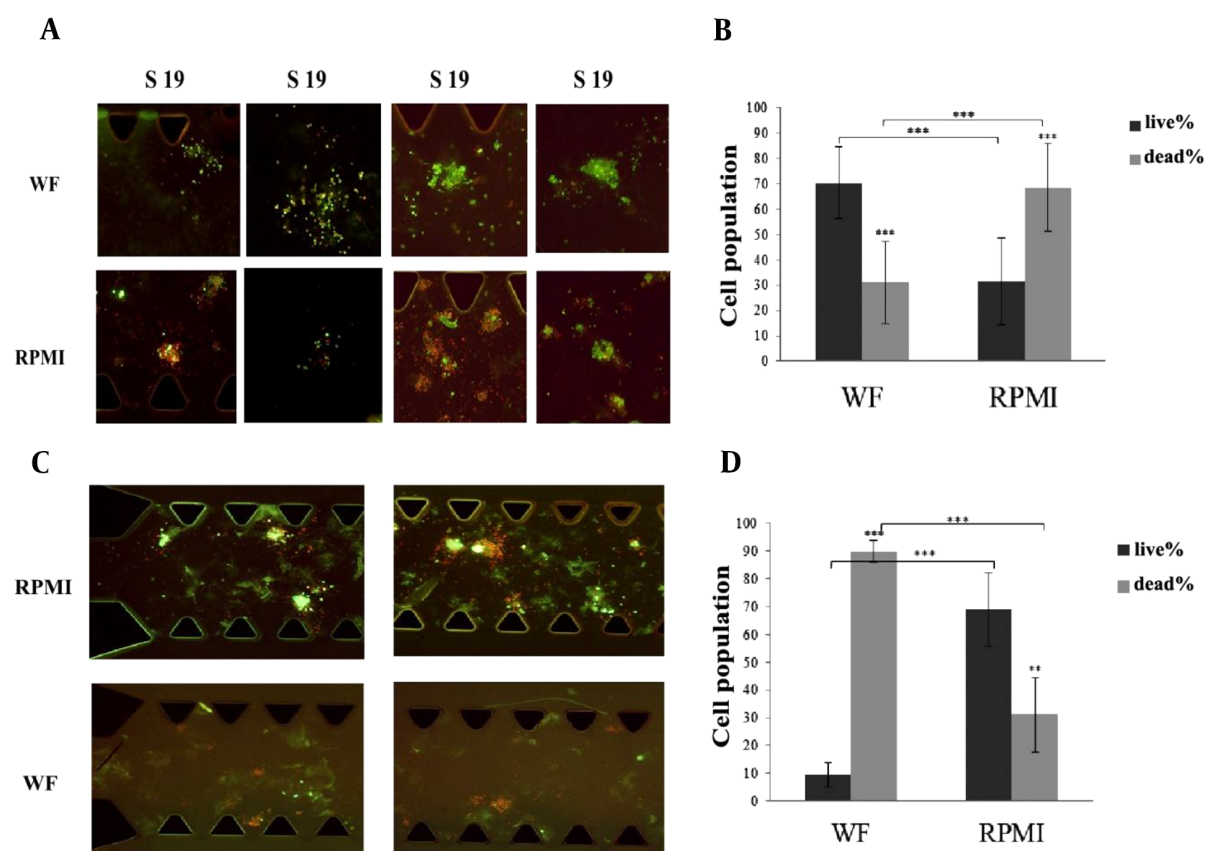 A
S 19 S 19 S 19 S 19
WF
RPMI
B
100
90
80
70
60
50
40
30
20
10
0
Cell population
***
***
***
***
WF RPMI
live%
dead%
C
RPMI
WF
D
100
90
80
70
60
50
40
30
20
10
0
Cell population
***
***
***
**
WF RPMI
live%
dead%